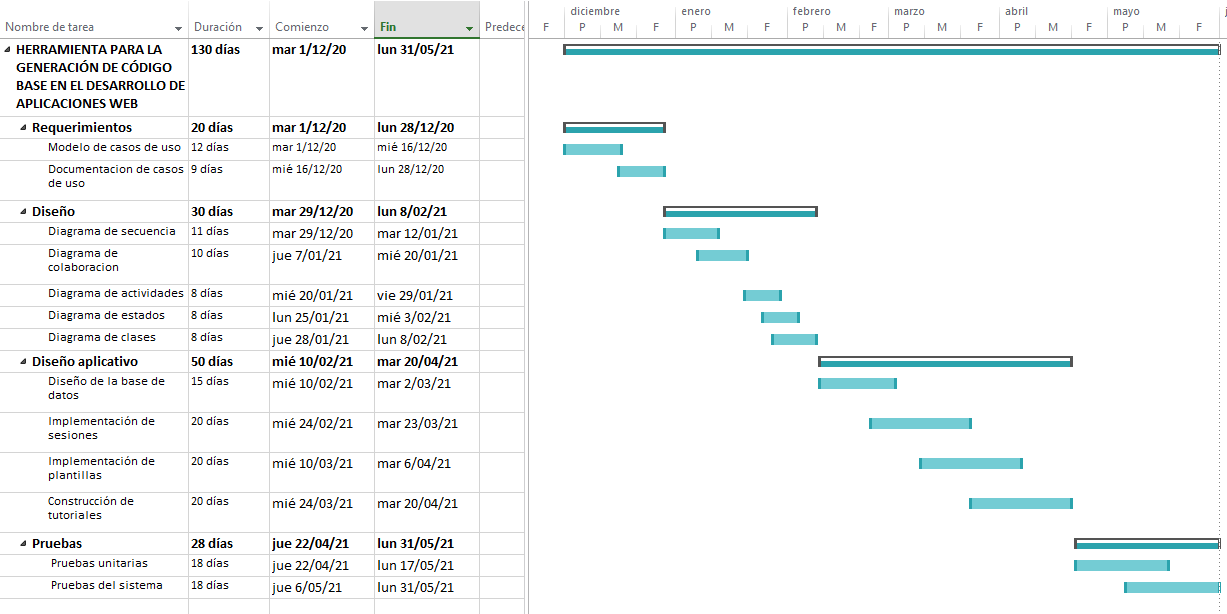 diciembre enero febrero marzo abril mayo
Nombre de tarea Duración Comienzo Fin Predece F P M F P M F P M F P M F P M F P M F
HERRAMIENTA PARA LA 130 días mar 1/12/20 lun 31/05/21
GENERACIÓN DE CÓDIGO
BASE EN EL DESARROLLO DE
APLICACIONES WEB
Requerimientos 20 días mar 1/12/20 lun 28/12/20
Modelo de casos de uso 12 días mar 1/12/20 mié 16/12/20
Documentacion de casos 9 días mié 16/12/20 lun 28/12/20
de uso
Diseño 30 días mar 29/12/20 lun 8/02/21
Diagrama de secuencia 11 días mar 29/12/20 mar 12/01/21
Diagrama de 10 días jue 7/01/21 mié 20/01/21
colaboracion
Diagrama de actividades 8 días mié 20/01/21 vie 29/01/21
Diagrama de estados 8 días lun 25/01/21 mié 3/02/21
Diagrama de clases 8 días jue 28/01/21 lun 8/02/21
Diseño aplicativo 50 días mié 10/02/21 mar 20/04/21
Diseño de la base de 15 días mié 10/02/21 mar 2/03/21
datos
Implementación de 20 días mié 24/02/21 mar 23/03/21
sesiones
Implementación de 20 días mié 10/03/21 mar 6/04/21
plantillas
Construcción de 20 días mié 24/03/21 mar 20/04/21
tutoriales
Pruebas 28 días jue 22/04/21 lun 31/05/21
Pruebas unitarias 18 días jue 22/04/21 lun 17/05/21
Pruebas del sistema 18 días jue 6/05/21 lun 31/05/21